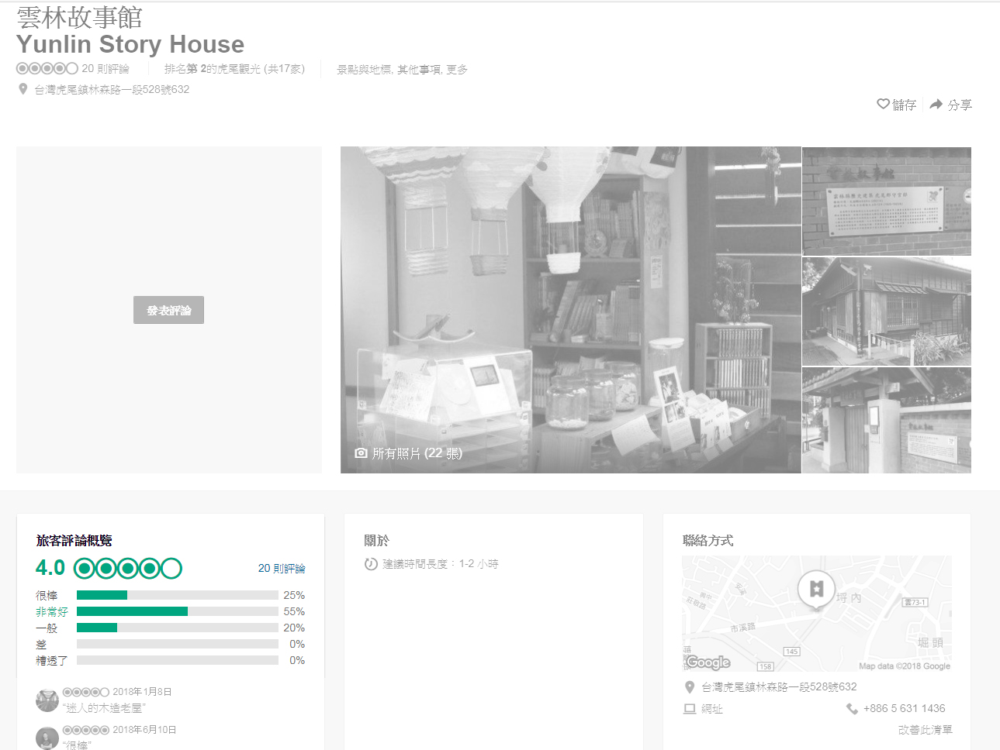 雲林故事館
Yunlin Story House
20 則評論
排名第 2的虎尾觀光 (共17家)
景點與地標, 其他事項, 更多
台灣虎尾鎮林森路一段528號632
儲存
分享
發表評論
所有照片 (22 張)
旅客評論概覽
4.0
20 則評論
很棒 25%
非常好 55%
一般 20%
差 0%
糟透了 0%
2018年1月8日
“迷人的木造老屋”
2018年6月10日
“很棒”
關於
建議時間長度：1-2 小時
聯絡方式
坪內
雲73-1
市溪路
145
堀頭
158
Google
Map data ©2018 Google
台灣虎尾鎮林森路一段528號632
網址
+886 5 631 1436
改善此清單